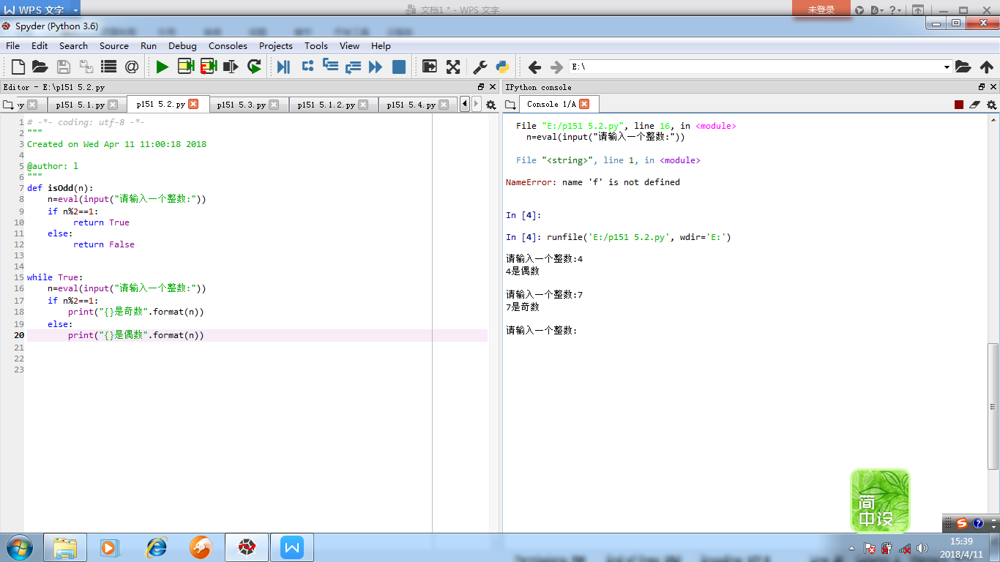 WPS 文字
文档1 * - WPS 文字
未登录
Spyder (Python 3.6)
File Edit Search Source Run Debug Consoles Projects Tools View Help
E:\
Editor - E:\p151 5.2.py
IPython console
py p151 5.1.py p151 5.2.py p151 5.3.py p151 5.1.2.py p151 5.4.py
Console 1/A
1 # -*- coding: utf-8 -*-
2 """
3 Created on Wed Apr 11 11:00:18 2018
4
5 @author: l
6 """
7 def isOdd(n):
8 n=eval(input("请输入一个整数:"))
9 if n%2==1:
10 return True
11 else:
12 return False
13
14
15 while True:
16 n=eval(input("请输入一个整数:"))
17 if n%2==1:
18 print("{}是奇数".format(n))
19 else:
20 print("{}是偶数".format(n))
21
22
23
File "E:/p151 5.2.py", line 16, in <module>
n=eval(input("请输入一个整数:"))
File "<string>", line 1, in <module>
NameError: name 'f' is not defined
In [4]:
In [4]: runfile('E:/p151 5.2.py', wdir='E:')
请输入一个整数:4
4是偶数
请输入一个整数:7
7是奇数
请输入一个整数:
简
中设
15:39
2018/4/11